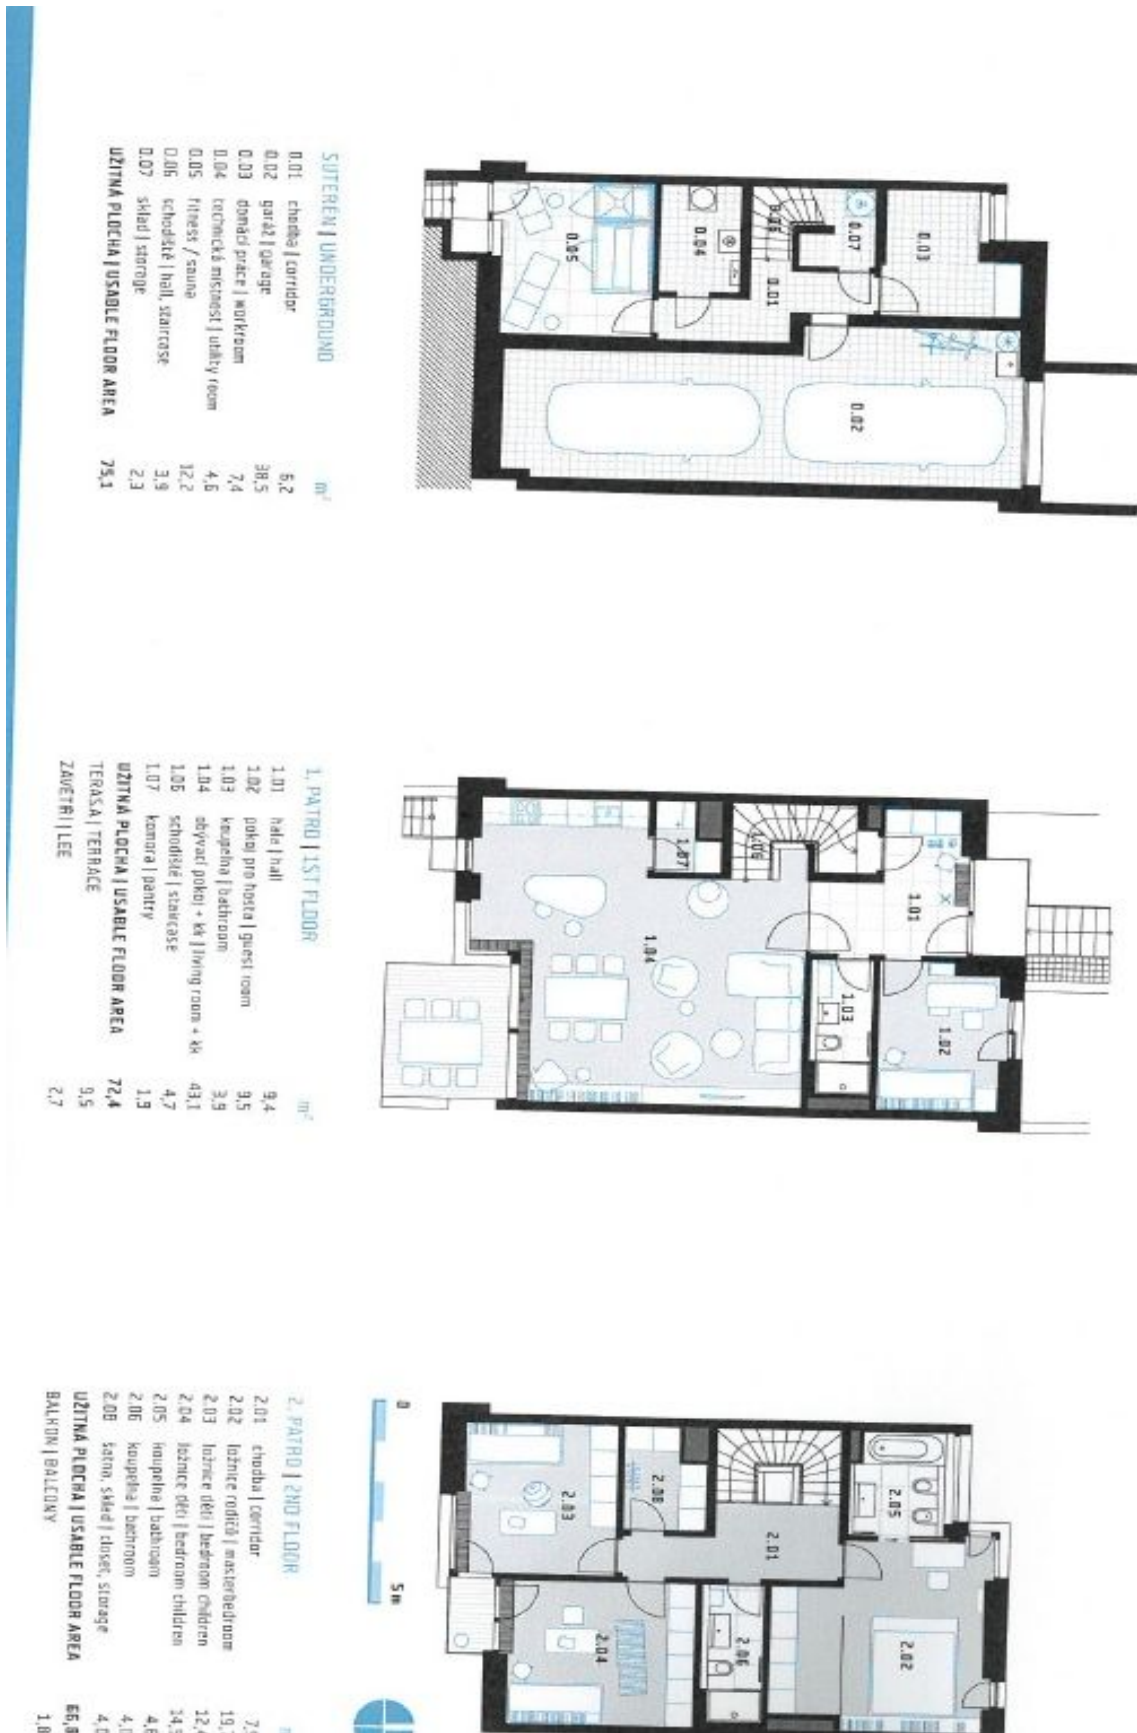 SUTERÉN | UNDERGROUND m²
0.01 chodba | corridor 6,2
0.02 garáž | garage 38,5
0.03 domácí práce | workroom 7,4
0.04 technická místnost | utility room 4,6
0.05 fitness / sauna 12,2
0.06 schodiště | hall, staircase 3,9
0.07 sklad | storage 2,3
UŽITNÁ PLOCHA | USABLE FLOOR AREA 75,1
0.05
0.04
0.06
0.07
0.03
0.01
0.02
1. PATRO | 1ST FLOOR m²
1.01 hala | hall 9,4
1.02 pokoj pro hosta | guest room 9,5
1.03 koupelna | bathroom 3,9
1.04 obývací pokoj + kk | living room + kk 43,1
1.06 schodiště | staircase 4,7
1.07 komora | pantry 1,9
UŽITNÁ PLOCHA | USABLE FLOOR AREA 72,4
TERASA | TERRACE 9,5
ZÁVĚTŘÍ | LEE 2,7
1.07
1.06
1.01
1.04
1.03
1.02
2. PATRO | 2ND FLOOR
2.01 chodba | corridor
2.02 ložnice rodičů | masterbedroom
2.03 ložnice děti | bedroom children
2.04 ložnice děti | bedroom children
2.05 koupelna | bathroom
2.06 koupelna | bathroom
2.08 šatna, sklad | closet, storage
UŽITNÁ PLOCHA | USABLE FLOOR AREA
BALKON | BALCONY
0 5 m
2.03
2.08
2.05
2.01
2.04
2.06
2.02